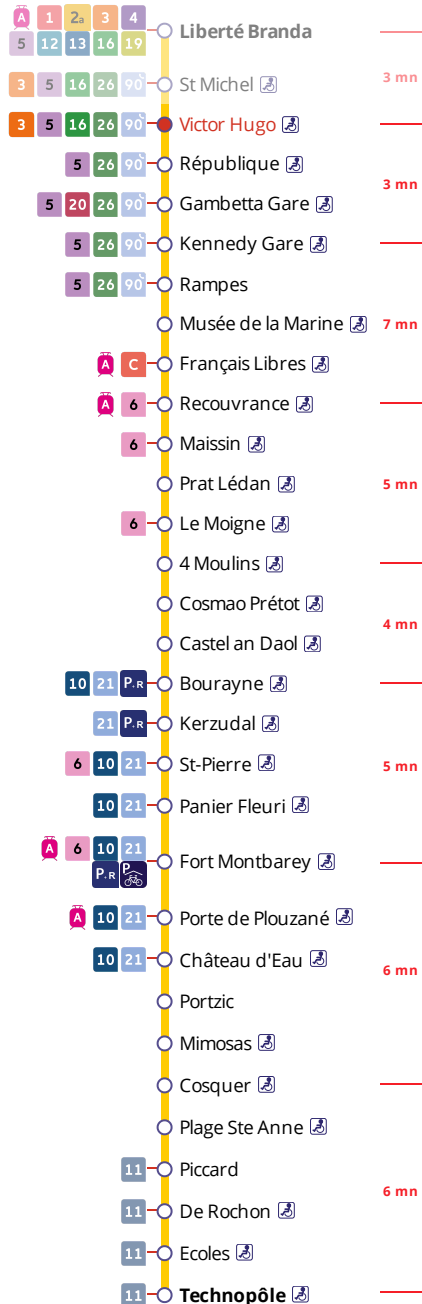 A 1 2a 3 4
Liberté Branda
5 12 13 16 19
3 mn
3 5 16 26 90 St Michel
3 5 16 26 90 Victor Hugo
5 26 90 République
3 mn
5 20 26 90 Gambetta Gare
5 26 90 Kennedy Gare
5 26 90 Rampes
Musée de la Marine 7 mn
A C Français Libres
A 6 Recouvrance
6 Maissin
Prat Lédan 5 mn
6 Le Moigne
4 Moulins
Cosmao Prétot
4 mn
Castel an Daol
10 21 P+R Bourayne
21 P+R Kerzudal
6 10 21 St-Pierre 5 mn
10 21 Panier Fleuri
A 6 10 21
Fort Montbarey
P+R P
A 10 21 Porte de Plouzané
10 21 Château d'Eau
6 mn
Portzic
Mimosas
Cosquer
Plage Ste Anne
11 Piccard
6 mn
11 De Rochon
11 Ecoles
11 Technopôle